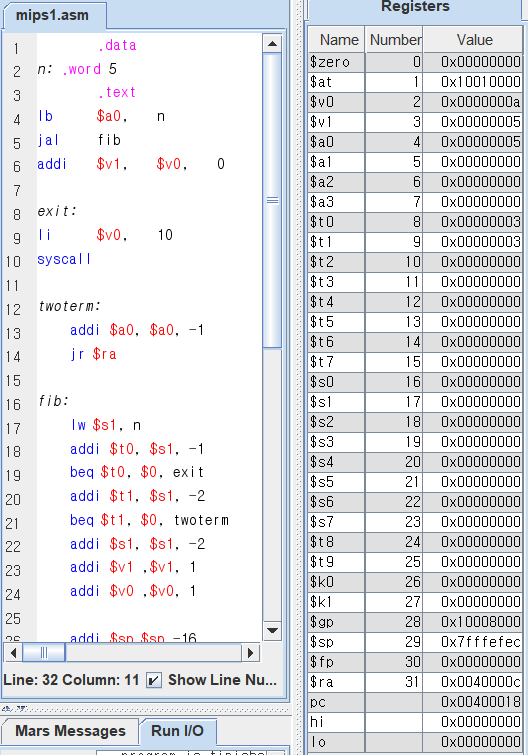 mips1.asm
1 .data
2 n: .word 5
3 .text
4 lb $a0, n
5 jal fib
6 addi $v1, $v0, 0
7
8 exit:
9 li $v0, 10
10 syscall
11
12 twoterm:
13 addi $a0, $a0, -1
14 jr $ra
15
16 fib:
17 lw $s1, n
18 addi $t0, $s1, -1
19 beq $t0, $0, exit
20 addi $t1, $s1, -2
21 beq $t1, $0, twoterm
22 addi $s1, $s1, -2
23 addi $v1 ,$v1, 1
24 addi $v0 ,$v0, 1
25
26 addi $sp $sp -16
Line: 32 Column: 11 Show Line Nu...
Mars Messages Run I/O
Registers
Name Number Value
$zero 0 0x00000000
$at 1 0x10010000
$v0 2 0x0000000a
$v1 3 0x00000005
$a0 4 0x00000005
$a1 5 0x00000000
$a2 6 0x00000000
$a3 7 0x00000000
$t0 8 0x00000003
$t1 9 0x00000003
$t2 10 0x00000000
$t3 11 0x00000000
$t4 12 0x00000000
$t5 13 0x00000000
$t6 14 0x00000000
$t7 15 0x00000000
$s0 16 0x00000000
$s1 17 0x00000000
$s2 18 0x00000000
$s3 19 0x00000000
$s4 20 0x00000000
$s5 21 0x00000000
$s6 22 0x00000000
$s7 23 0x00000000
$t8 24 0x00000000
$t9 25 0x00000000
$k0 26 0x00000000
$k1 27 0x00000000
$gp 28 0x10008000
$sp 29 0x7fffefec
$fp 30 0x00000000
$ra 31 0x0040000c
pc 0x00400018
hi 0x00000000
lo 0x00000000